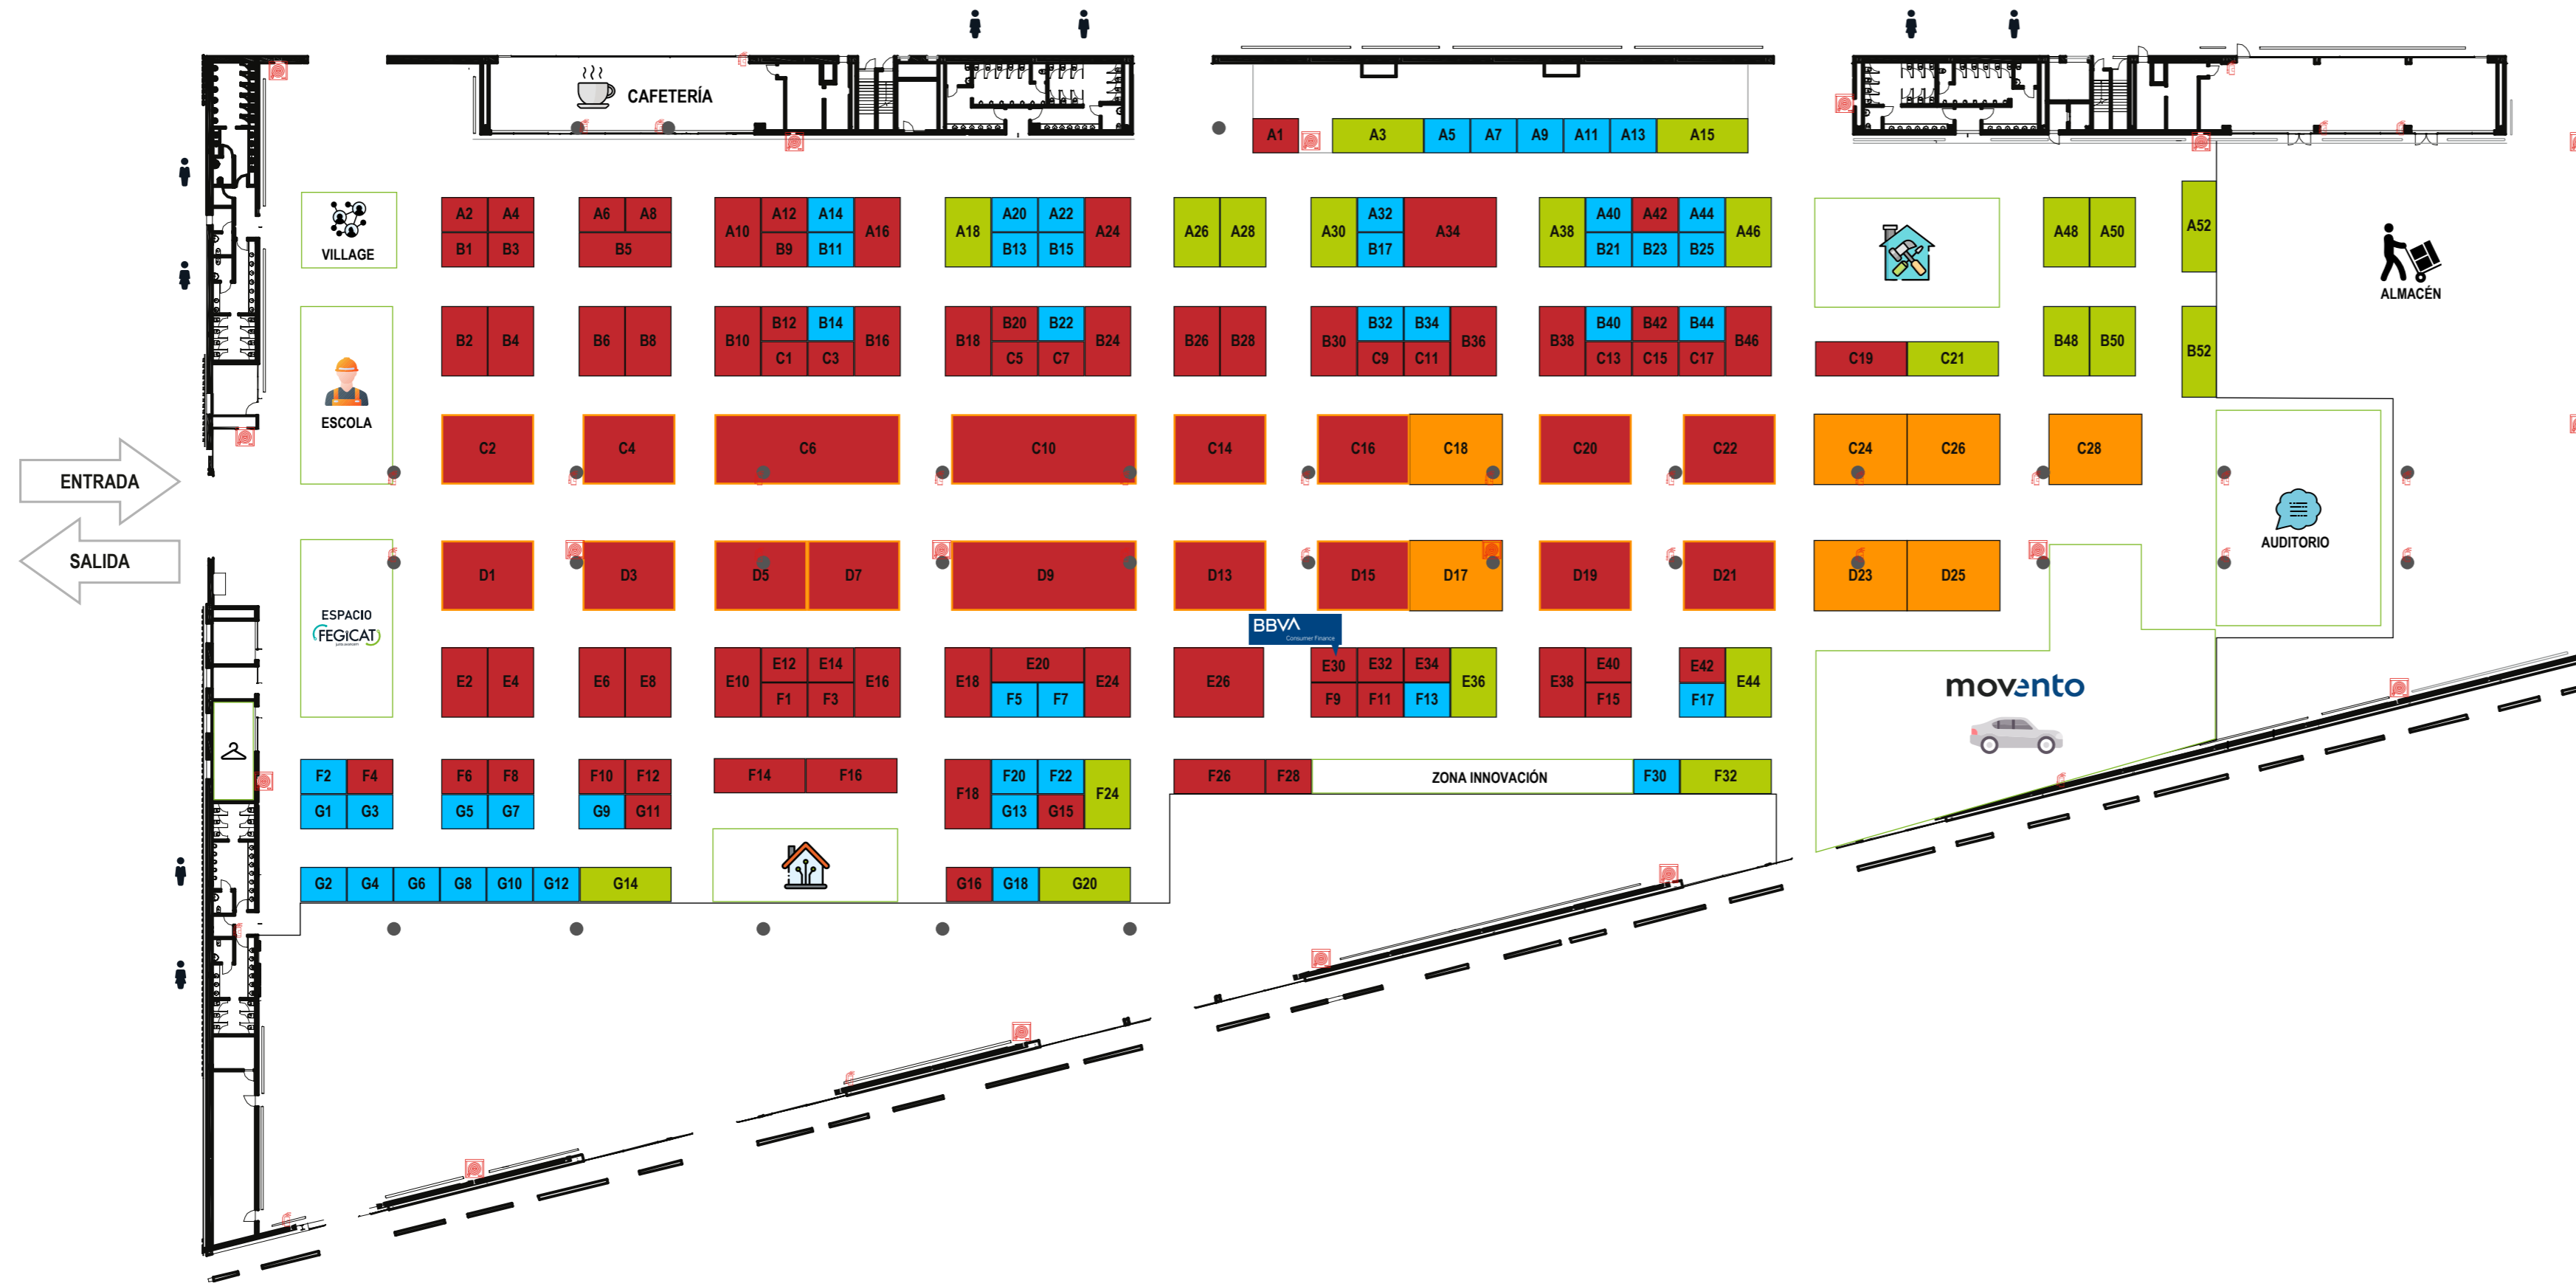 CAFETERÍA
A1 A3 A5 A7 A9 A11 A13 A15
VILLAGE
A2 A4 A6 A8 A10 A12 A14 A16 A18 A20 A22 A24 A26 A28 A30 A32 A34 A38 A40 A42 A44 A46 A48 A50 A52
B1 B3 B5 B9 B11 B13 B15 B17 B21 B23 B25
ALMACÉN
B2 B4 B6 B8 B10 B12 B14 B16 B18 B20 B22 B24 B26 B28 B30 B32 B34 B36 B38 B40 B42 B44 B46 B48 B50 B52
C1 C3 C5 C7 C9 C11 C13 C15 C17 C19 C21
ESCOLA
C2 C4 C6 C10 C14 C16 C18 C20 C22 C24 C26 C28
ENTRADA
SALIDA
AUDITORIO
D1 D3 D5 D7 D9 D13 D15 D17 D19 D21 D23 D25
ESPACIO
FEGiCAT
BBVA
Consumer Finance
E2 E4 E6 E8 E10 E12 E14 E16 E18 E20 E24 E26 E30 E32 E34 E36 E38 E40 E42 E44
F1 F3 F5 F7 F9 F11 F13 F15 F17
movento
F2 F4 F6 F8 F10 F12 F14 F16 F18 F20 F22 F24 F26 F28 ZONA INNOVACIÓN F30 F32
G1 G3 G5 G7 G9 G11 G13 G15
G2 G4 G6 G8 G10 G12 G14 G16 G18 G20